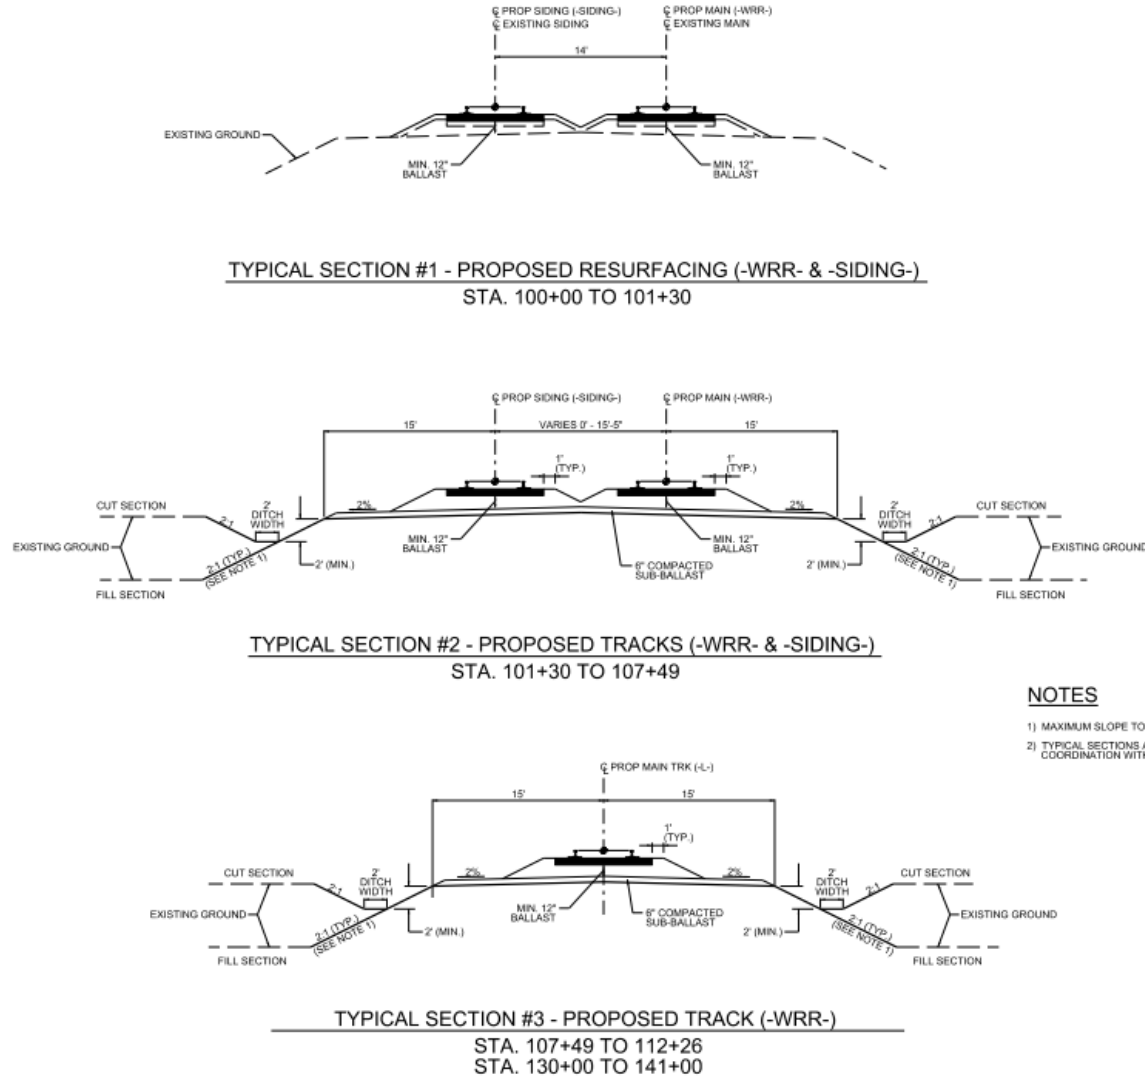 ℄ PROP SIDING (-SIDING-)
℄ EXISTING SIDING
℄ PROP MAIN (-WRR-)
℄ EXISTING MAIN
14'
EXISTING GROUND
MIN. 12"
BALLAST
MIN. 12"
BALLAST
TYPICAL SECTION #1 - PROPOSED RESURFACING (-WRR- & -SIDING-)
STA. 100+00 TO 101+30
℄ PROP SIDING (-SIDING-)
℄ PROP MAIN (-WRR-)
15'
VARIES 0' - 15'-5"
15'
1'
(TYP.)
1'
(TYP.)
CUT SECTION
2'
DITCH
WIDTH
2%
2%
2'
DITCH
WIDTH
CUT SECTION
2:1
2:1
EXISTING GROUND
EXISTING GROUND
2:1 (TYP.)
(SEE NOTE 1)
2' (MIN.)
MIN. 12"
BALLAST
6" COMPACTED
SUB-BALLAST
MIN. 12"
BALLAST
2' (MIN.)
2:1 (TYP.)
(SEE NOTE 1)
FILL SECTION
FILL SECTION
TYPICAL SECTION #2 - PROPOSED TRACKS (-WRR- & -SIDING-)
STA. 101+30 TO 107+49
NOTES
1) MAXIMUM SLOPE TO
2) TYPICAL SECTIONS
COORDINATION WITH
℄ PROP MAIN TRK (-L-)
15'
15'
1'
(TYP.)
CUT SECTION
2'
DITCH
WIDTH
2%
2%
2'
DITCH
WIDTH
CUT SECTION
2:1
2:1
EXISTING GROUND
EXISTING GROUND
2:1 (TYP.)
(SEE NOTE 1)
2' (MIN.)
MIN. 12"
BALLAST
6" COMPACTED
SUB-BALLAST
2' (MIN.)
2:1 (TYP.)
(SEE NOTE 1)
FILL SECTION
FILL SECTION
TYPICAL SECTION #3 - PROPOSED TRACK (-WRR-)
STA. 107+49 TO 112+26
STA. 130+00 TO 141+00